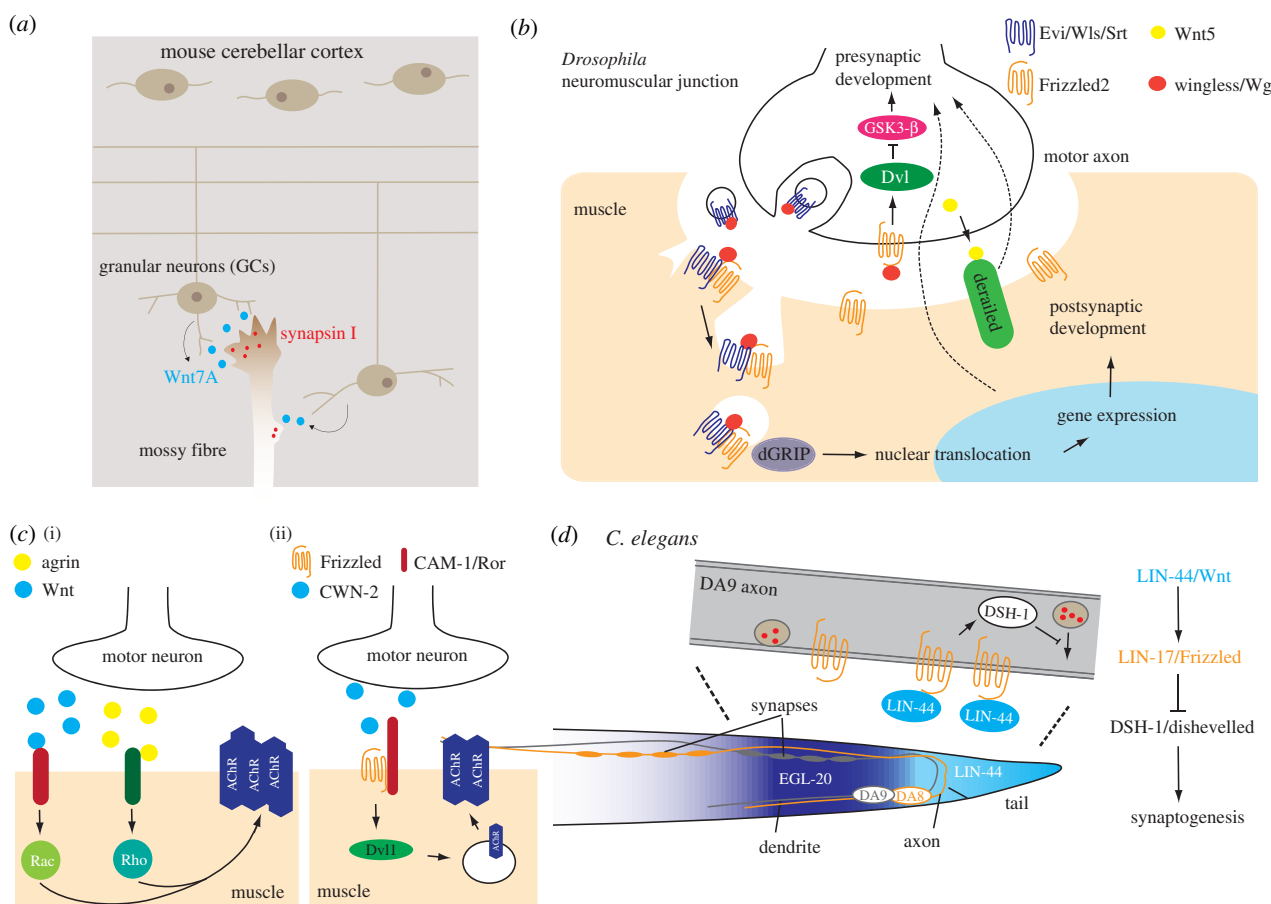 (a)
mouse cerebellar cortex
granular neurons (GCs)
synapsin I
Wnt7A
mossy fibre
(b)
Drosophila
neuromuscular junction
presynaptic
development
Evi/Wls/Srt
Wnt5
Frizzled2
wingless/Wg
GSK3-β
motor axon
Dvl
muscle
derailed
postsynaptic
development
gene expression
dGRIP
nuclear translocation
(c) (i)
agrin
Wnt
motor neuron
AChR
AChR
AChR
Rac
Rho
muscle
(ii)
Frizzled
CAM-1/Ror
CWN-2
motor neuron
AChR
AChR
Dvl1
AChR
muscle
(d) C. elegans
DA9 axon
DSH-1
LIN-44
LIN-44
synapses
EGL-20
LIN-44
DA9
DA8
tail
dendrite
axon
LIN-44/Wnt
LIN-17/Frizzled
DSH-1/dishevelled
synaptogenesis